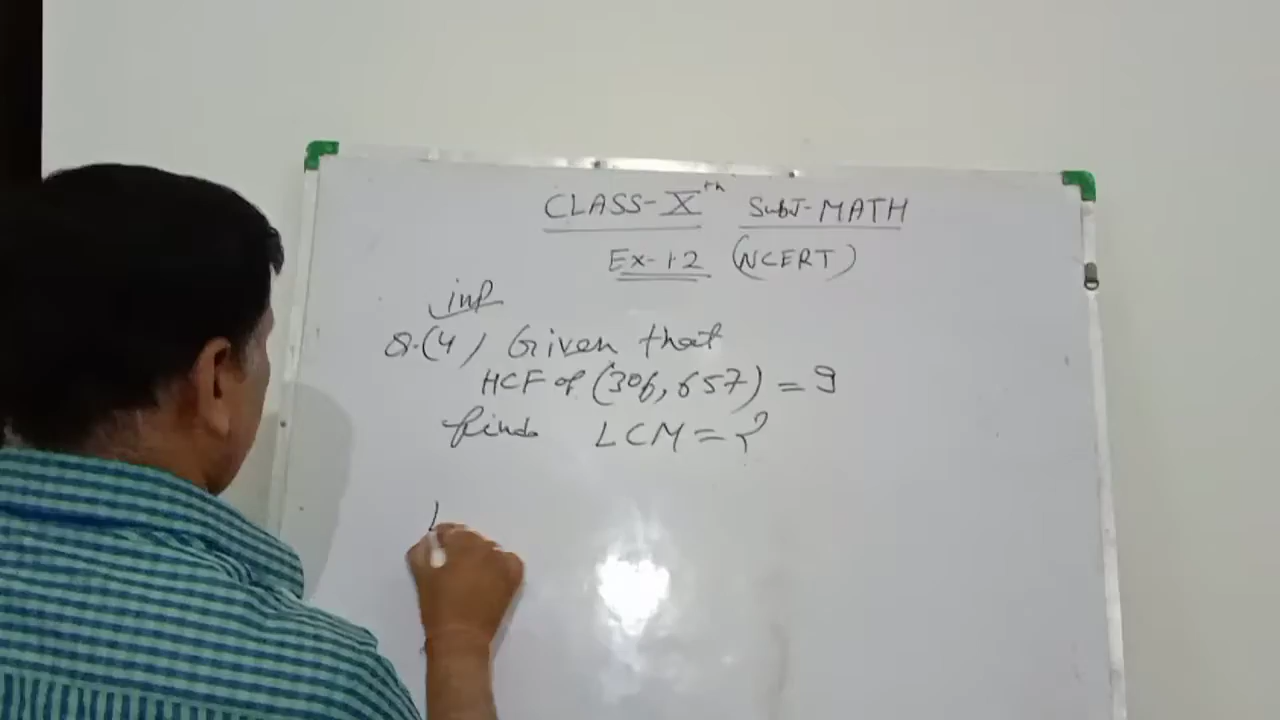 CLASS-Xth SubJ-MATH
Ex-1.2 (NCERT)
imp
Q.(4) Given that
HCF of (306, 657) = 9
find LCM = ?